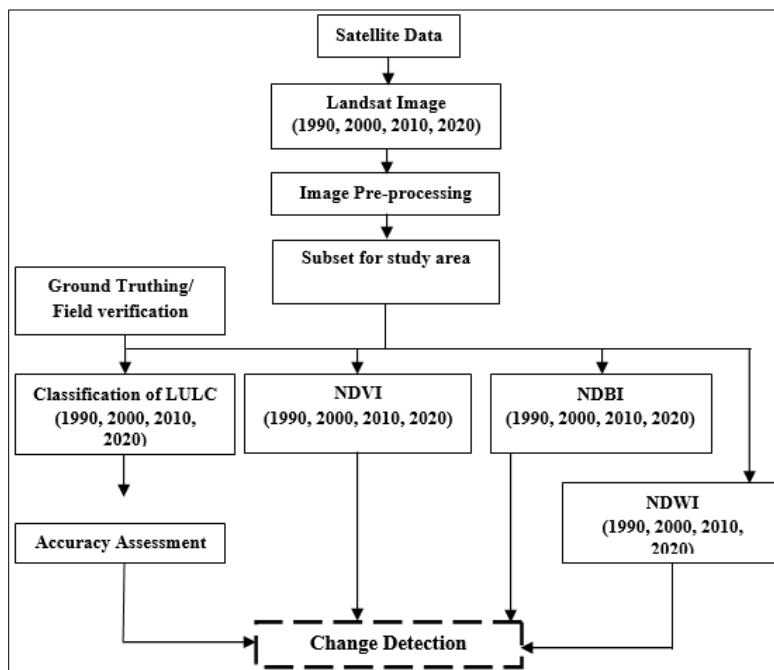 Satellite Data
Landsat Image
(1990, 2000, 2010, 2020)
Image Pre-processing
Subset for study area
Ground Truthing/
Field verification
Classification of LULC
(1990, 2000, 2010,
2020)
NDVI
(1990, 2000, 2010, 2020)
NDBI
(1990, 2000, 2010, 2020)
NDWI
(1990, 2000, 2010,
2020)
Accuracy Assessment
Change Detection